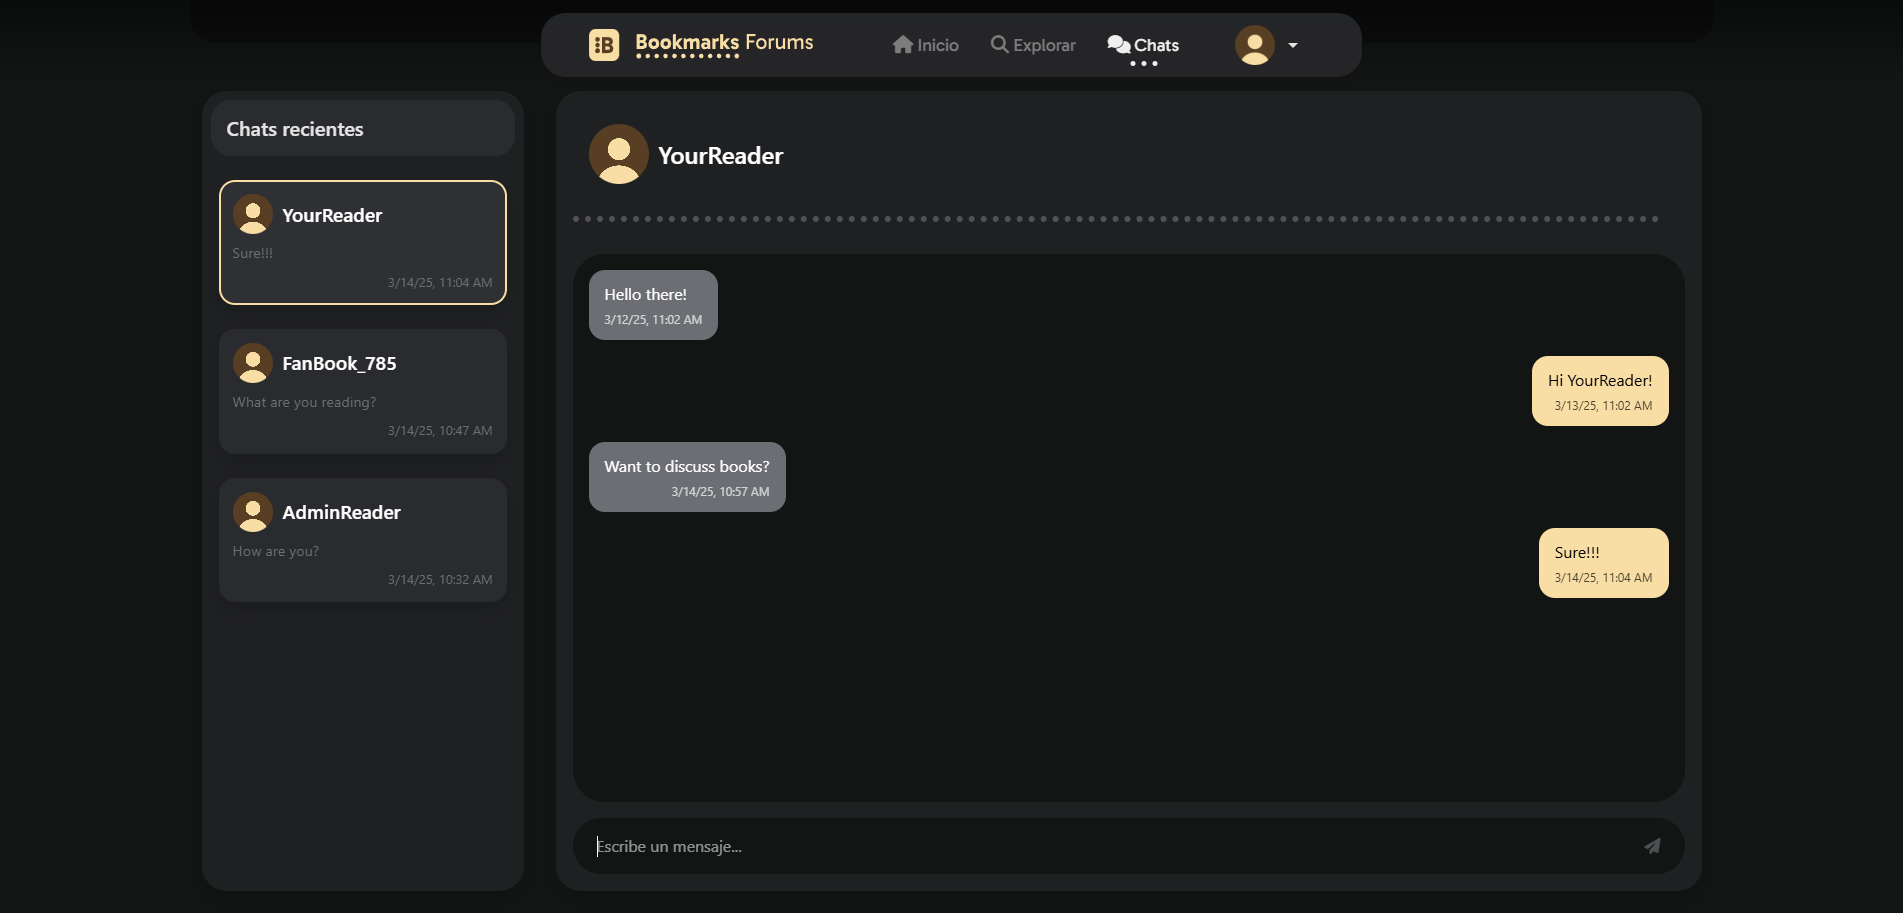 Bookmarks Forums
Inicio
Explorar
Chats
Chats recientes
YourReader
Sure!!!
3/14/25, 11:04 AM
FanBook_785
What are you reading?
3/14/25, 10:47 AM
AdminReader
How are you?
3/14/25, 10:32 AM
YourReader
Hello there!
3/12/25, 11:02 AM
Hi YourReader!
3/13/25, 11:02 AM
Want to discuss books?
3/14/25, 10:57 AM
Sure!!!
3/14/25, 11:04 AM
Escribe un mensaje...